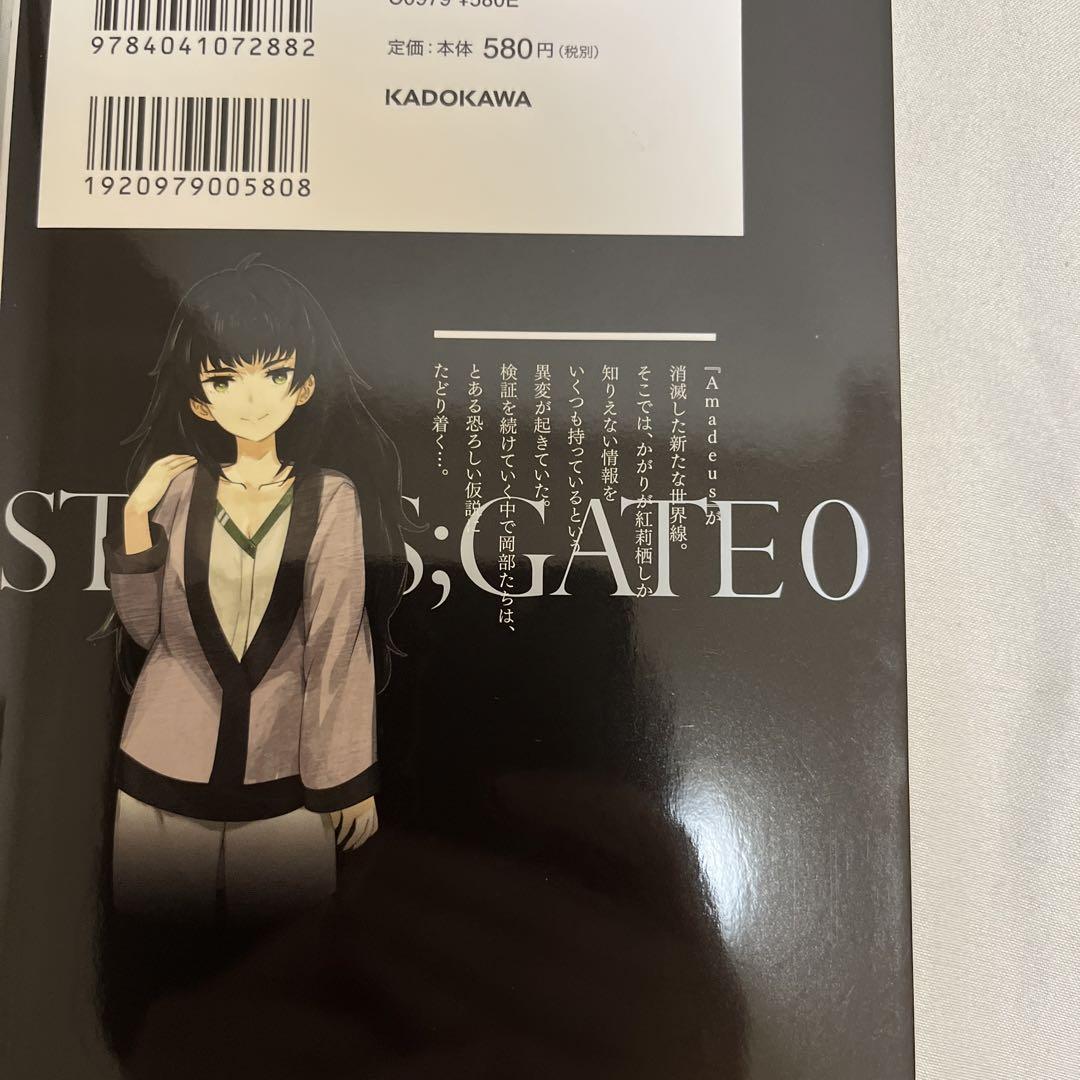 9784041072882
C0979 ¥580E
定価：本体 580円（税別）
KADOKAWA
1920979005808
『Amadeus』が
消滅した新たな世界線。
そこでは、かがりが紅莉栖しか
知りえない情報を
いくつも持っているという
異変が起きていた。
検証を続けていく中で岡部たちは、
とある恐ろしい仮説に
たどり着く…。
ST S;GATE 0